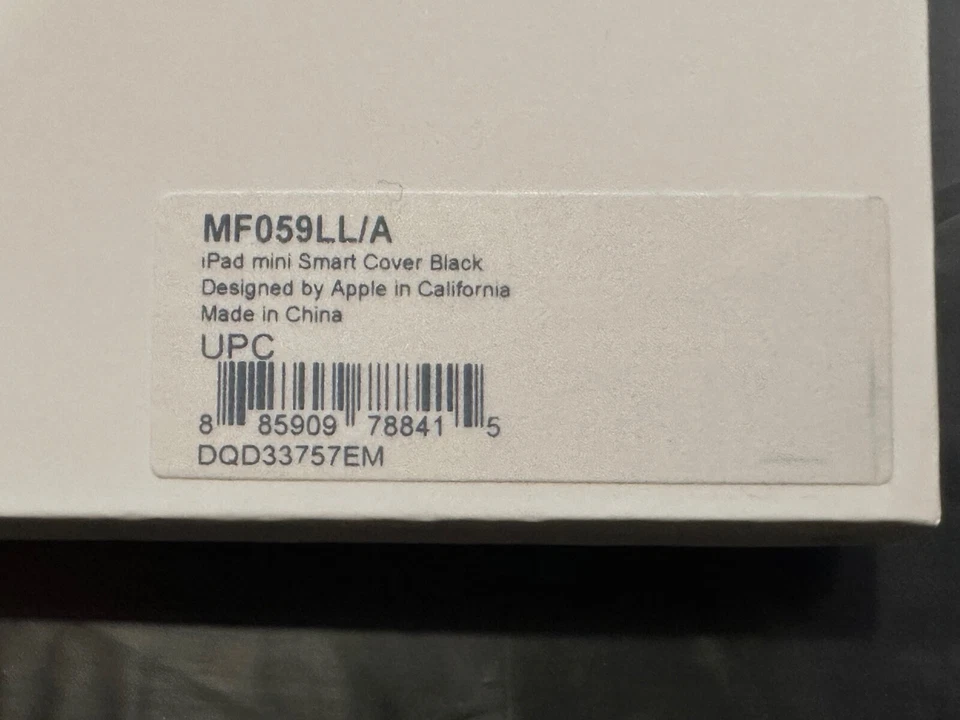 MF059LL/A
iPad mini Smart Cover Black
Designed by Apple in California
Made in China
UPC
8 85909 78841 5
DQD33757EM